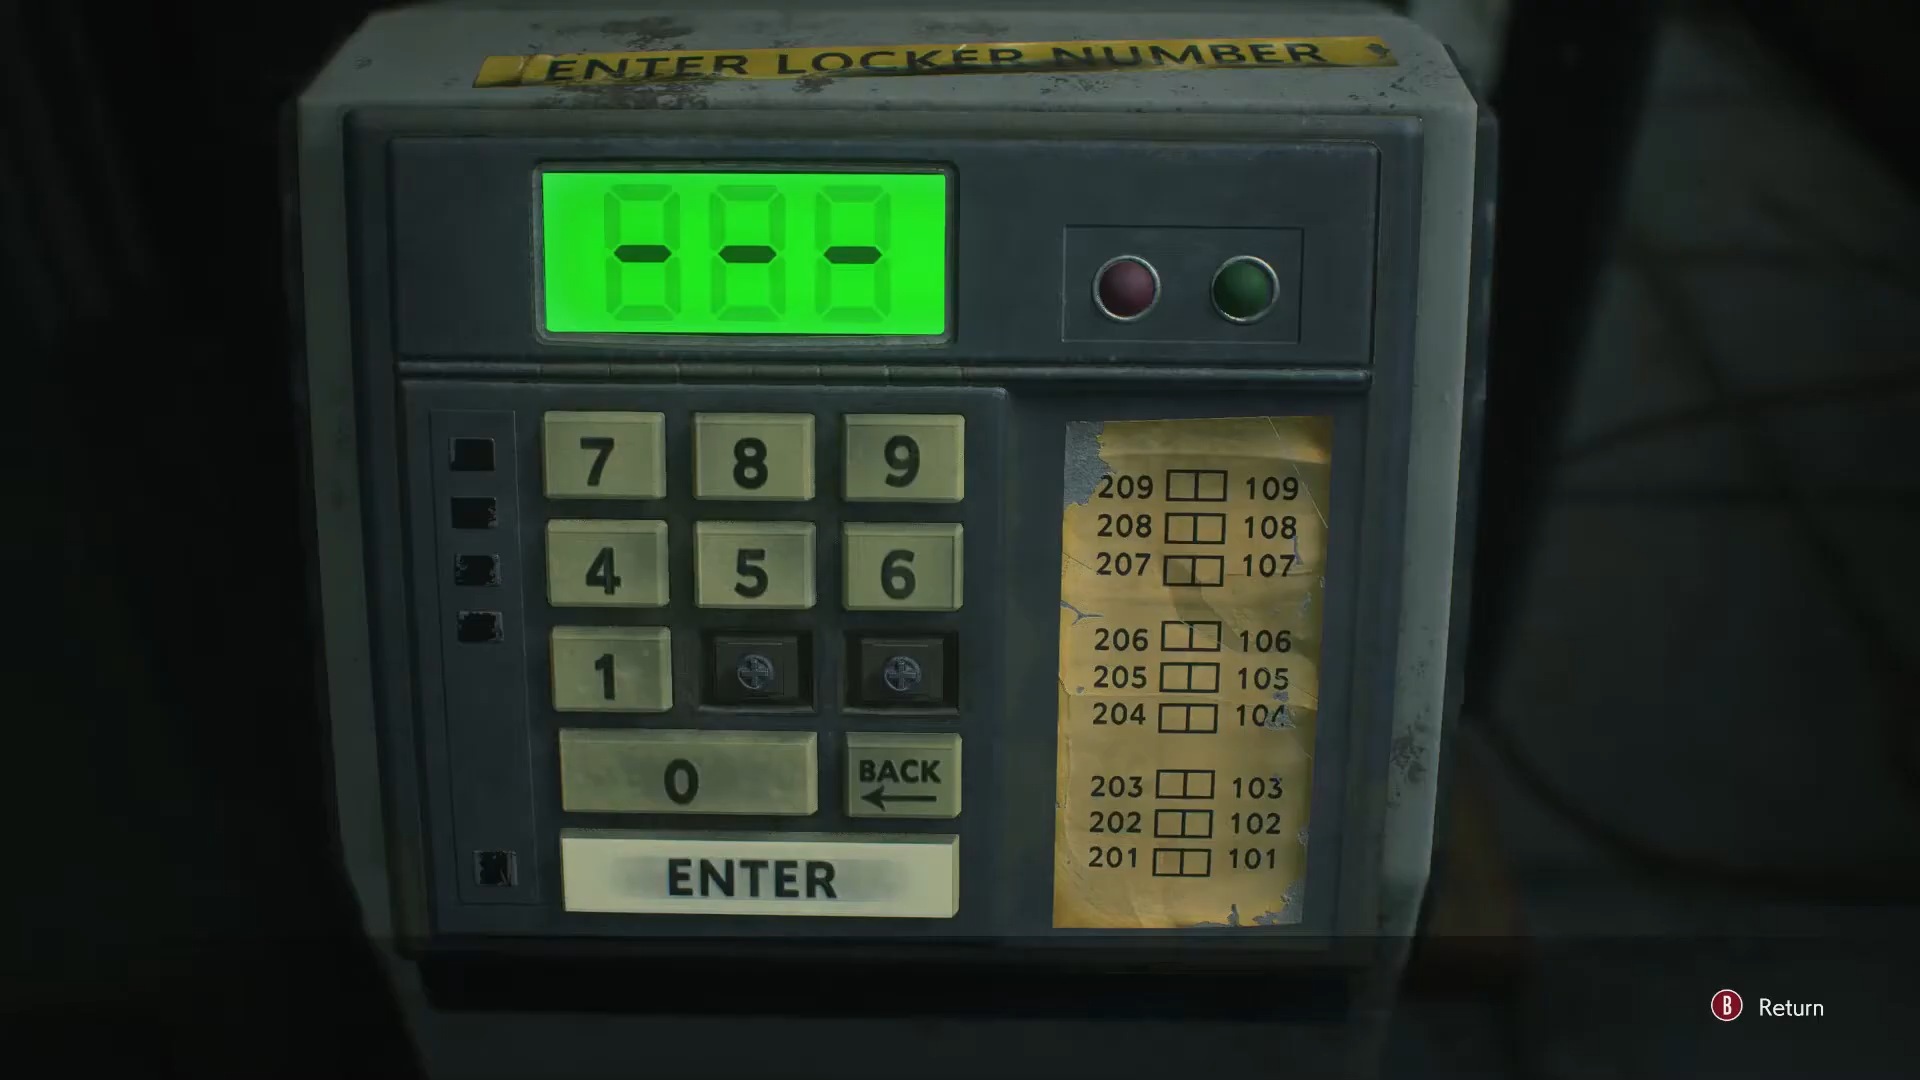 ENTER LOCKER NUMBER
- - -
7 8 9
4 5 6
1
0 BACK
ENTER
209 109
208 108
207 107
206 106
205 105
204 104
203 103
202 102
201 101
B Return